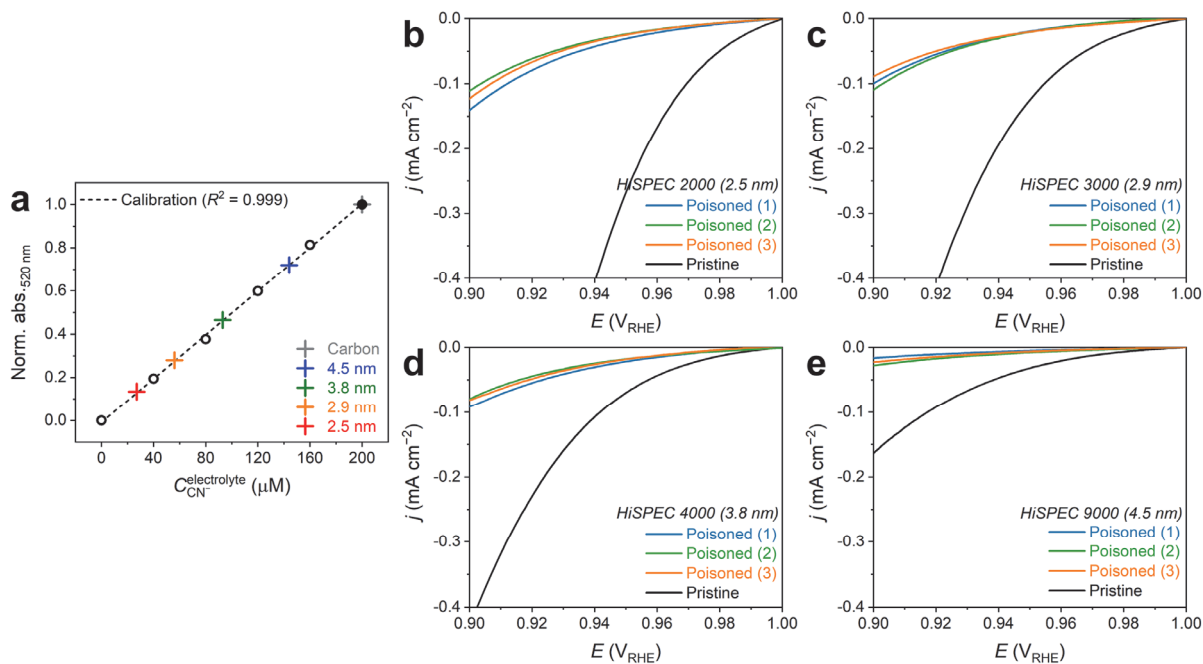 a
Calibration (R² = 0.999)
Norm. abs.520 nm
1.0
0.8
0.6
0.4
0.2
0.0
Carbon
4.5 nm
3.8 nm
2.9 nm
2.5 nm
0 40 80 120 160 200
C electrolyte CN⁻ (μM)
b
j (mA cm⁻²)
0.0
-0.1
-0.2
-0.3
-0.4
HiSPEC 2000 (2.5 nm)
Poisoned (1)
Poisoned (2)
Poisoned (3)
Pristine
0.90 0.92 0.94 0.96 0.98 1.00
E (V_RHE)
c
j (mA cm⁻²)
0.0
-0.1
-0.2
-0.3
-0.4
HiSPEC 3000 (2.9 nm)
Poisoned (1)
Poisoned (2)
Poisoned (3)
Pristine
0.90 0.92 0.94 0.96 0.98 1.00
E (V_RHE)
d
j (mA cm⁻²)
0.0
-0.1
-0.2
-0.3
-0.4
HiSPEC 4000 (3.8 nm)
Poisoned (1)
Poisoned (2)
Poisoned (3)
Pristine
0.90 0.92 0.94 0.96 0.98 1.00
E (V_RHE)
e
j (mA cm⁻²)
0.0
-0.1
-0.2
-0.3
-0.4
HiSPEC 9000 (4.5 nm)
Poisoned (1)
Poisoned (2)
Poisoned (3)
Pristine
0.90 0.92 0.94 0.96 0.98 1.00
E (V_RHE)